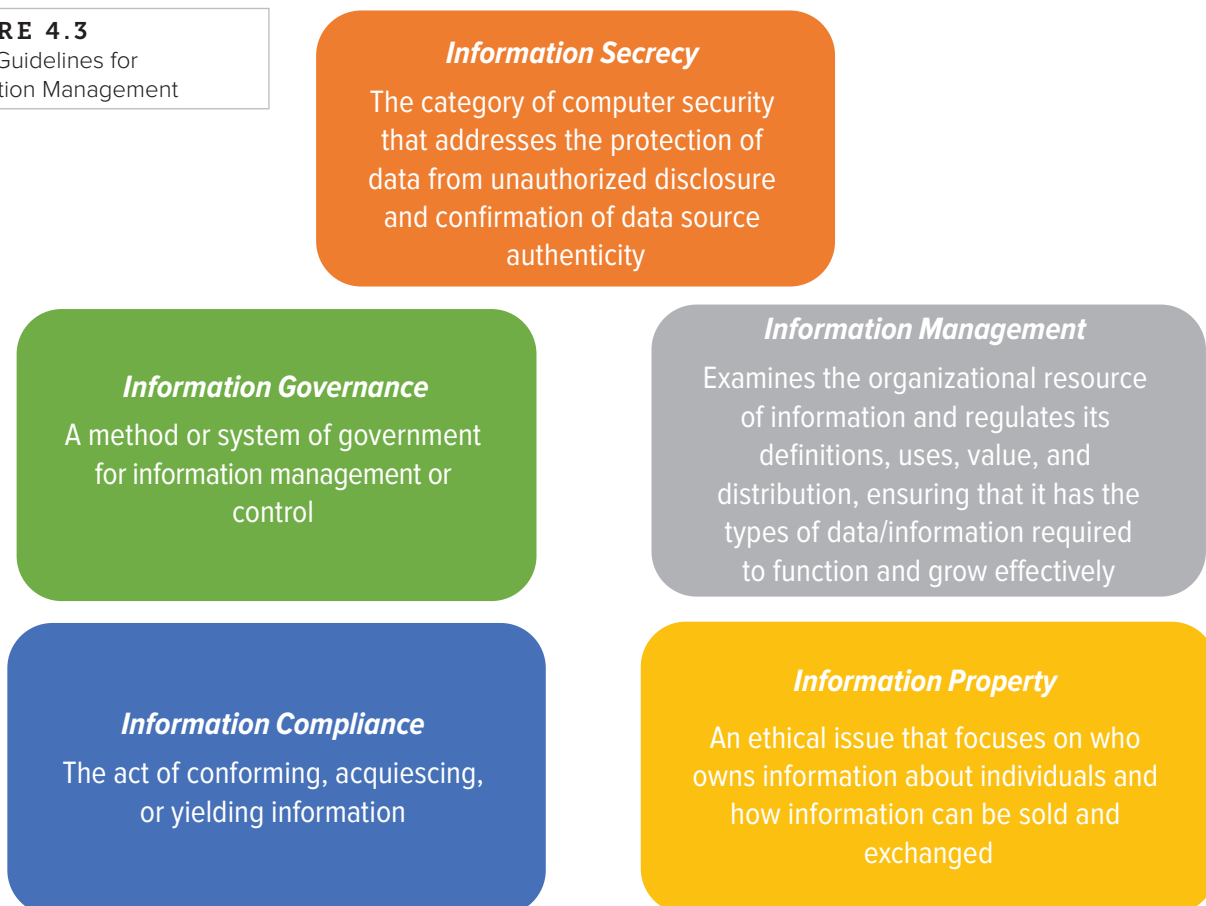 RE 4.3
Guidelines for
tion Management
Information Secrecy
The category of computer security
that addresses the protection of
data from unauthorized disclosure
and confirmation of data source
authenticity
Information Governance
A method or system of government
for information management or
control
Information Management
Examines the organizational resource
of information and regulates its
definitions, uses, value, and
distribution, ensuring that it has the
types of data/information required
to function and grow effectively
Information Compliance
The act of conforming, acquiescing,
or yielding information
Information Property
An ethical issue that focuses on who
owns information about individuals and
how information can be sold and
exchanged